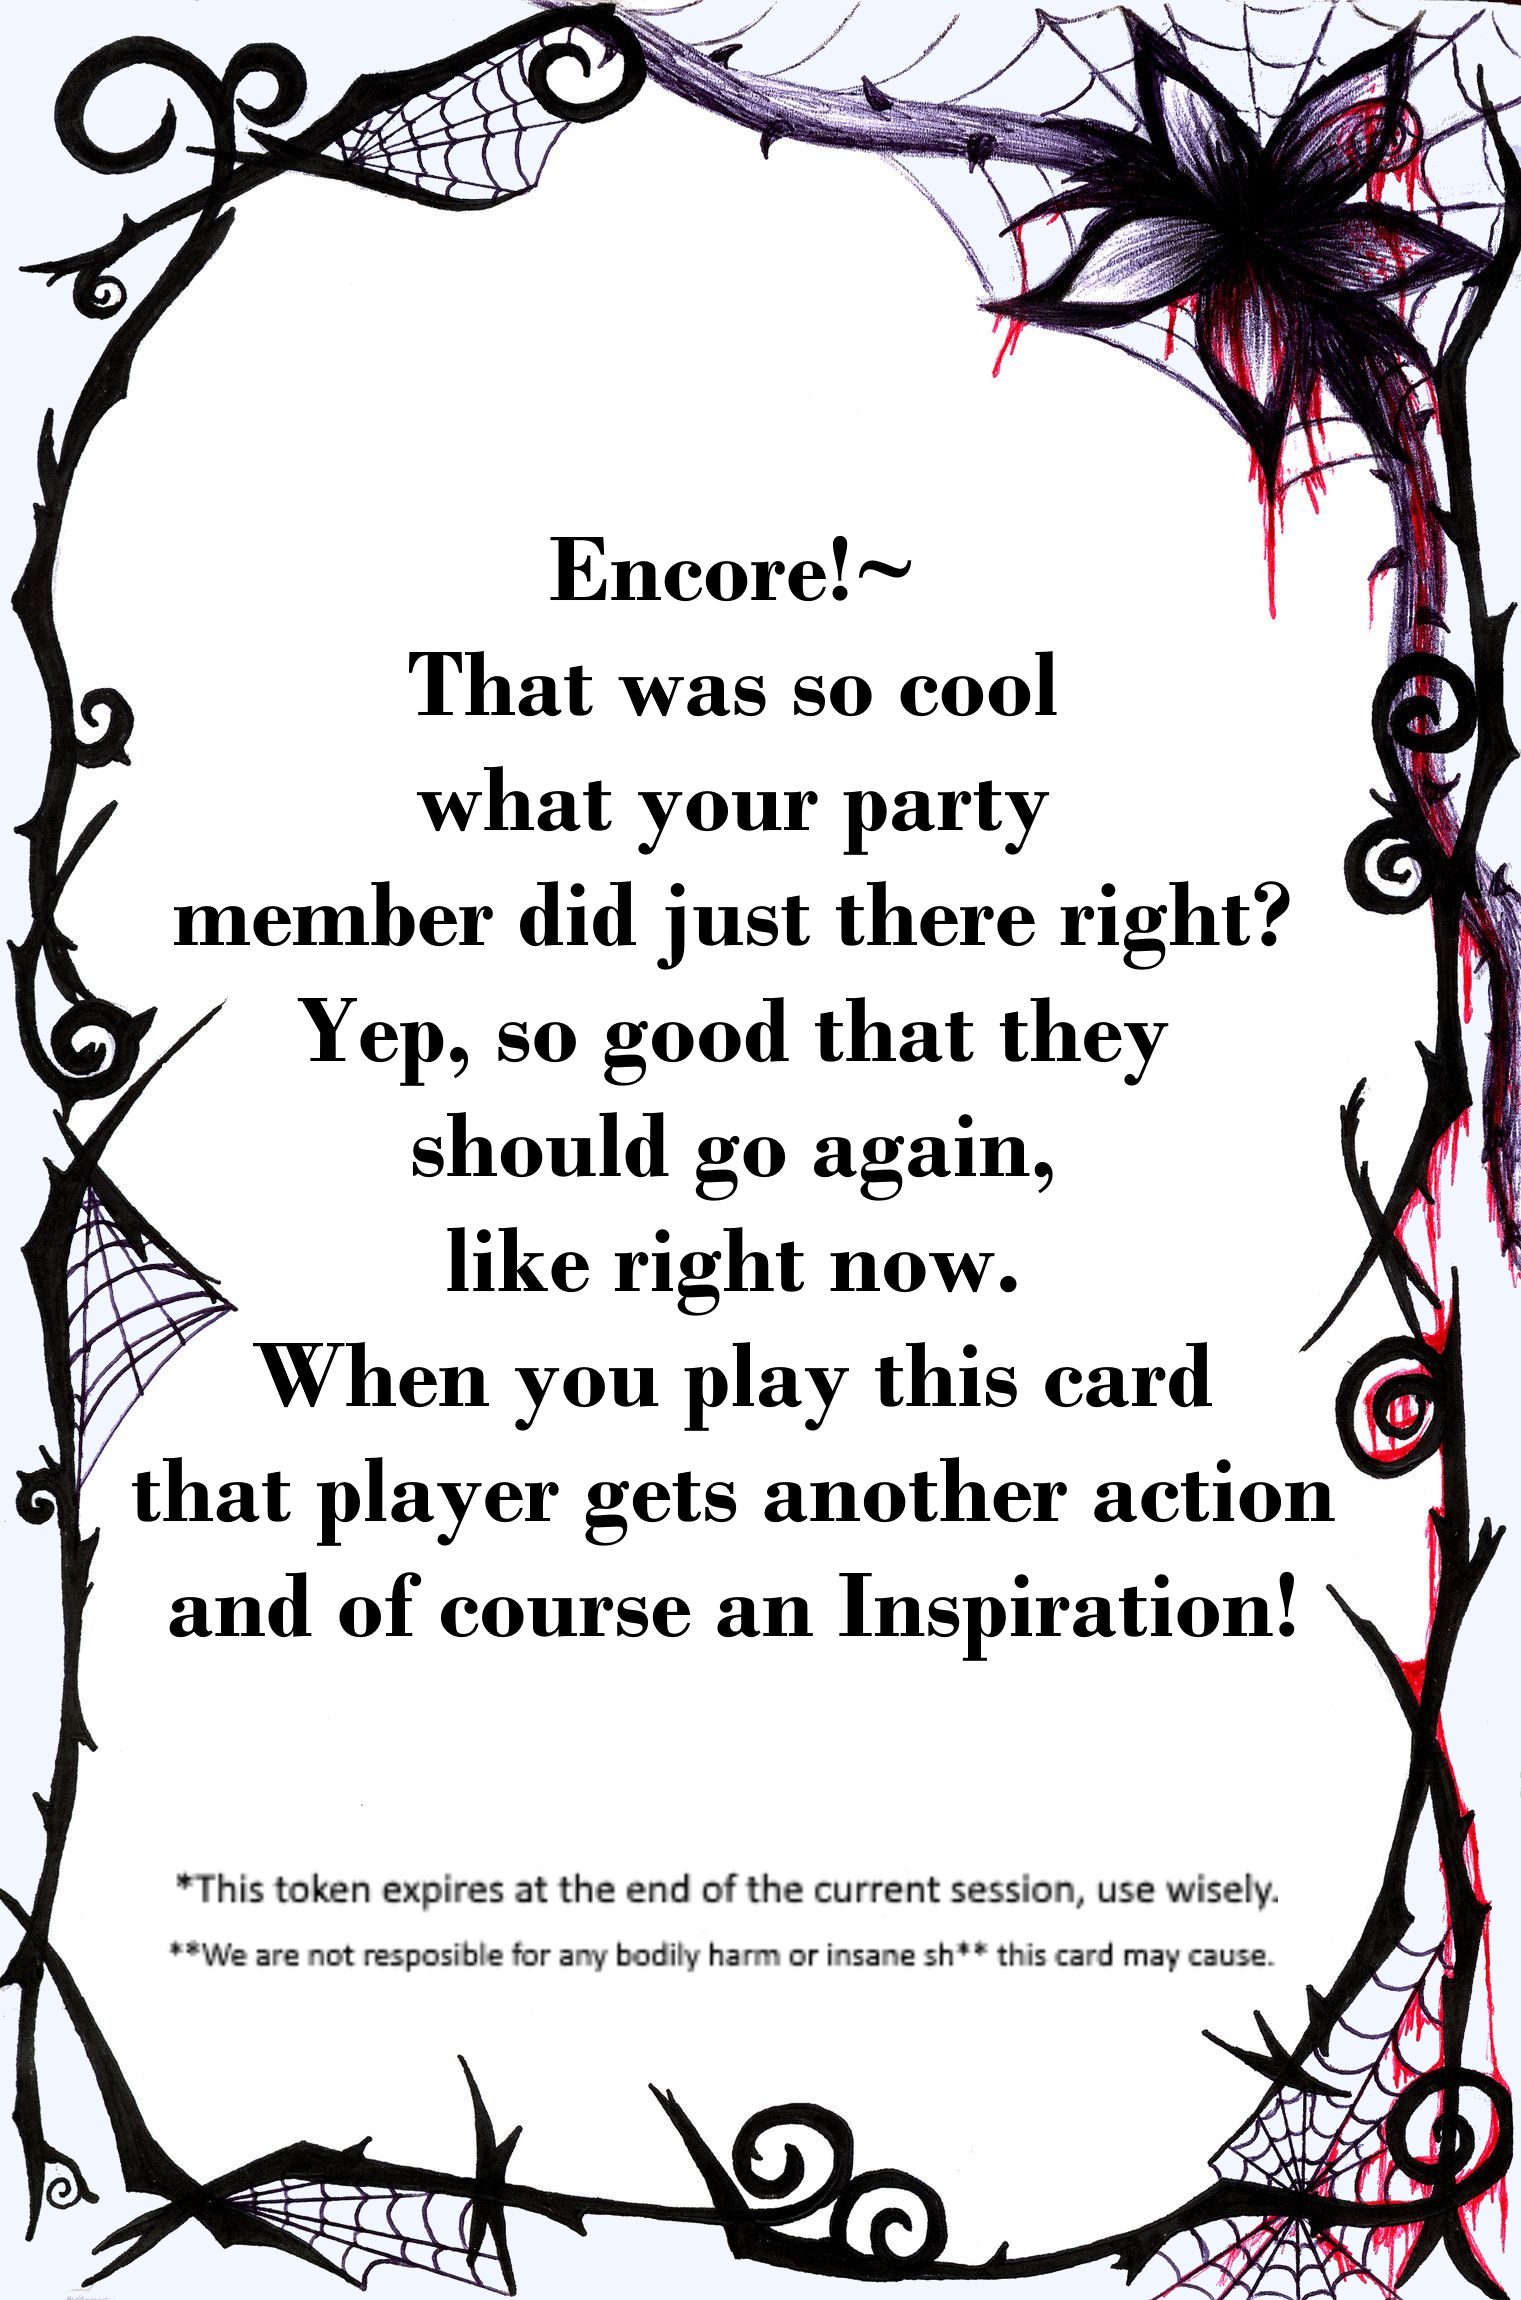 Encore!~
That was so cool
what your party
member did just there right?
Yep, so good that they
should go again,
like right now.
When you play this card
that player gets another action
and of course an Inspiration!
*This token expires at the end of the current session, use wisely.
**We are not resposible for any bodily harm or insane sh** this card may cause.